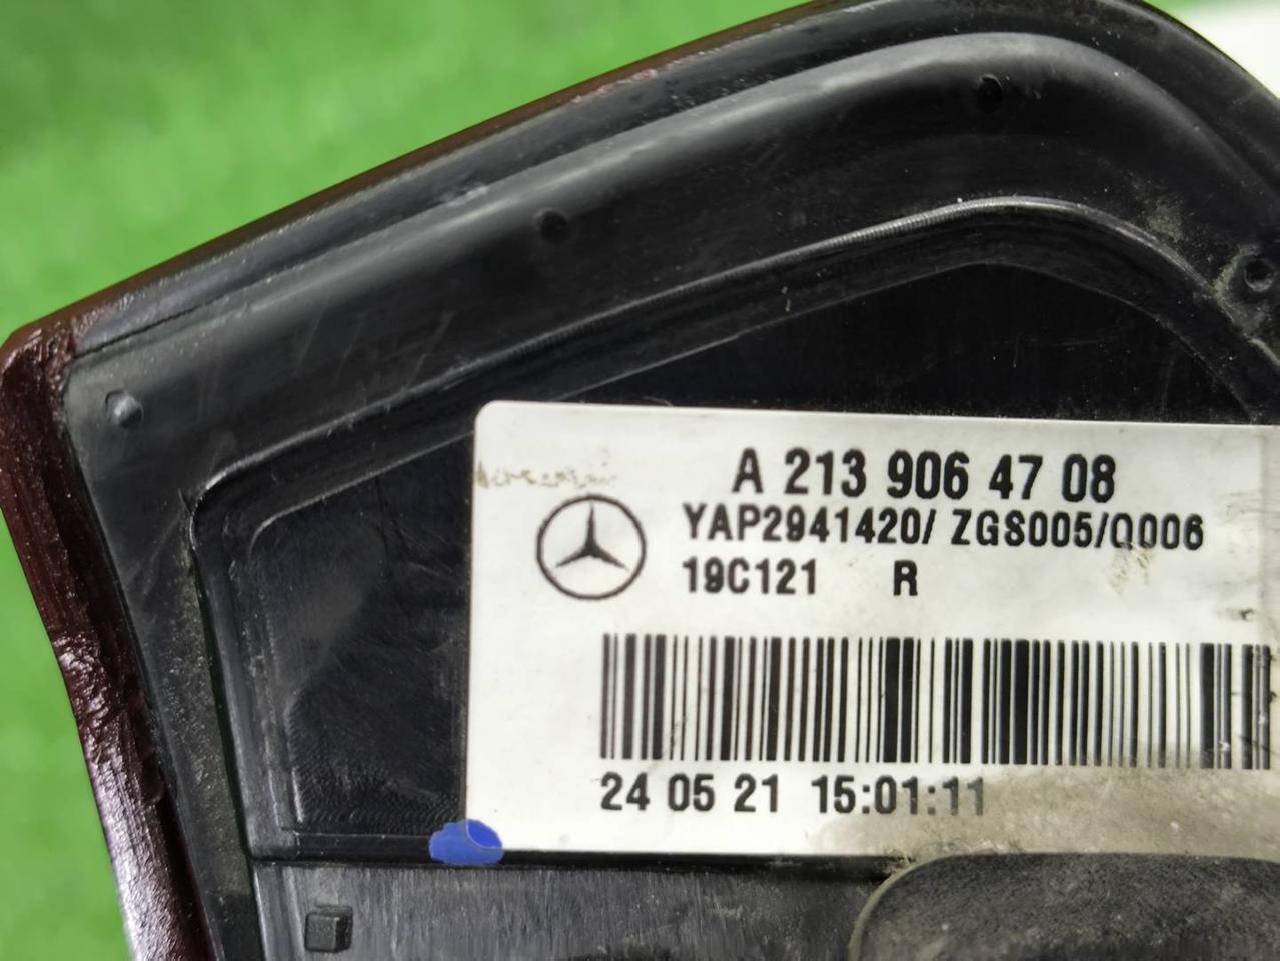 A 213 906 47 08
YAP2941420/ ZGS005/Q006
19C121 R
24 05 21 15:01:11